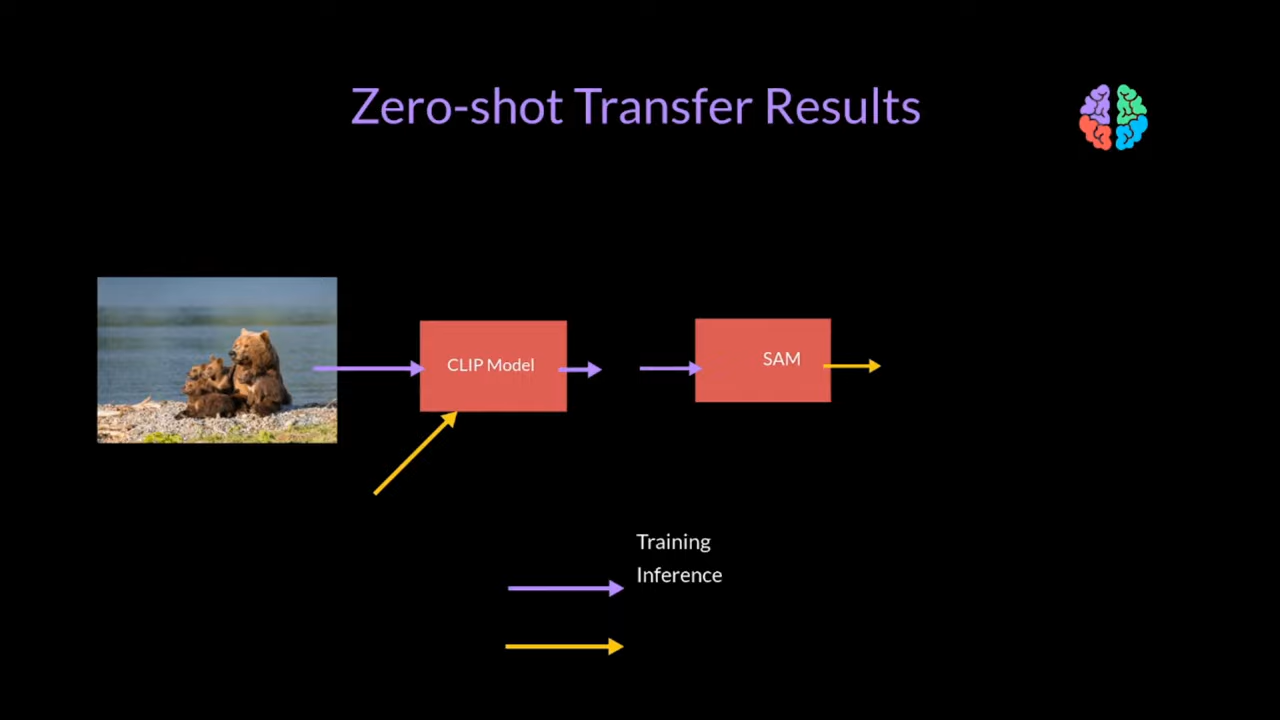 Zero-shot Transfer Results
CLIP Model
SAM
Training
Inference